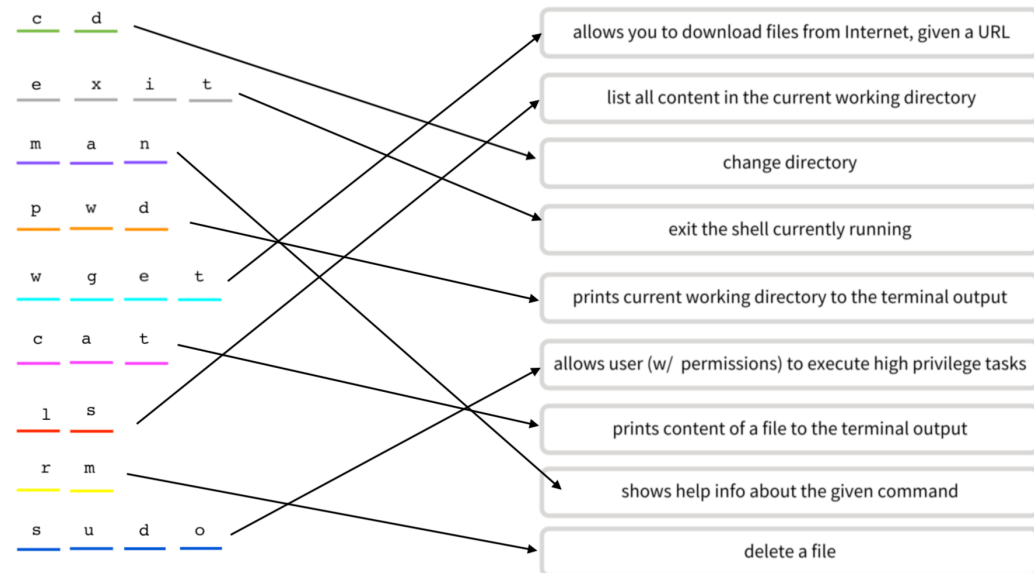 c d
e x i t
m a n
p w d
w g e t
c a t
l s
r m
s u d o
allows you to download files from Internet, given a URL
list all content in the current working directory
change directory
exit the shell currently running
prints current working directory to the terminal output
allows user (w/ permissions) to execute high privilege tasks
prints content of a file to the terminal output
shows help info about the given command
delete a file